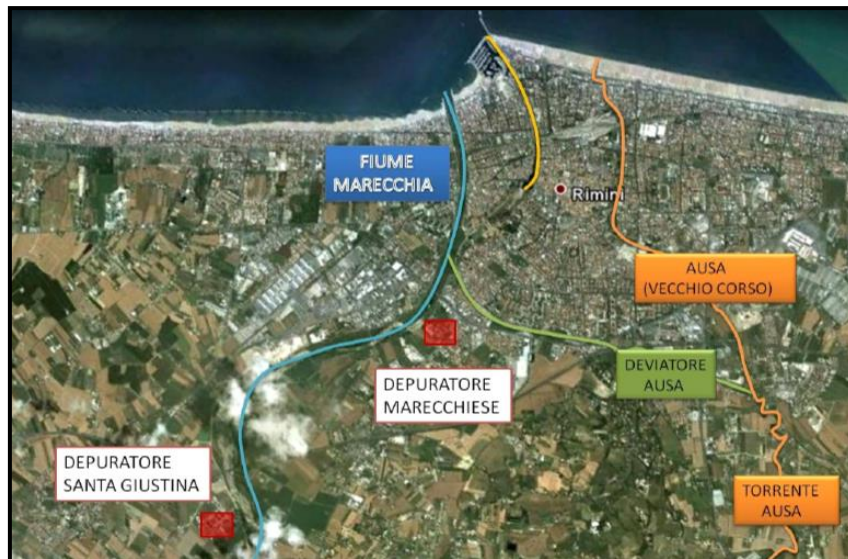 FIUME
MARECCHIA
Rimini
AUSA
(VECCHIO CORSO)
DEVIATORE
AUSA
DEPURATORE
MARECCHIESE
DEPURATORE
SANTA GIUSTINA
TORRENTE
AUSA